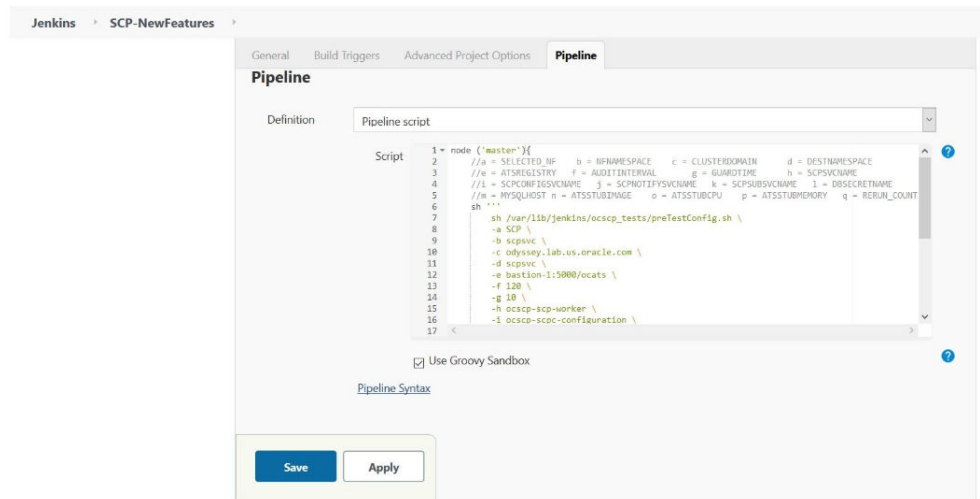 Jenkins SCP-NewFeatures
General Build Triggers Advanced Project Options Pipeline
Pipeline
Definition Pipeline script
Script
1 node ('master'){
2 //a = SELECTED_NF b = NFNAMESPACE c = CLUSTERDOMAIN d = DESTNAMESPACE
3 //e = ATSREGISTRY f = AUDITINTERVAL g = GUARDTIME h = SCPSVCNAME
4 //i = SCPCONFIGSVCNAME j = SCPNOTIFYSVCNAME k = SCPSUBSVCNAME l = DBSECRETNAME
5 //m = MYSQLHOST n = ATSSTUBIMAGE o = ATSSTUBCPU p = ATSSTUBMEMORY q = RERUN_COUNT
6 sh '''
7 sh /var/lib/jenkins/ocscp_tests/preTestConfig.sh \
8 -a SCP \
9 -b scpsvc \
10 -c odyssey.lab.us.oracle.com \
11 -d scpsvc \
12 -e bastion-1:5000/ocats \
13 -f 120 \
14 -g 10 \
15 -h ocscp-scp-worker \
16 -i ocscp-scpc-configuration \
17
Use Groovy Sandbox
Pipeline Syntax
Save Apply